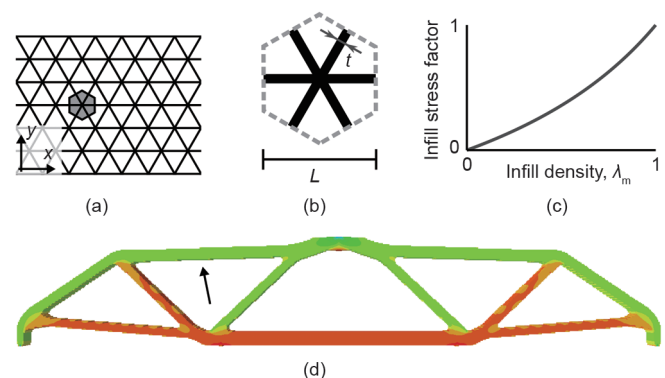 y
x
(a)
t
L
(b)
Infill stress factor
1
0
0
1
Infill density, λm
(c)
(d)